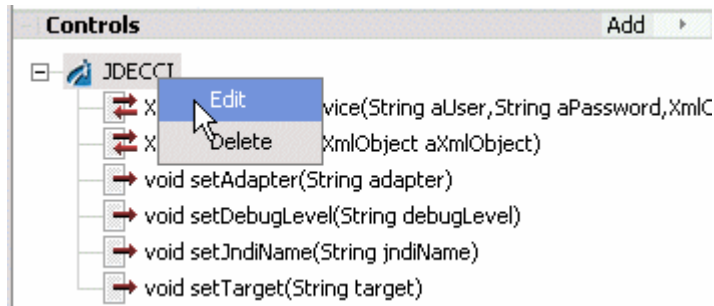 Controls Add
JDECCI
Edit
X vice(String aUser,String aPassword,XmlO
Delete
X XmlObject aXmlObject)
void setAdapter(String adapter)
void setDebugLevel(String debugLevel)
void setJndiName(String jndiName)
void setTarget(String target)